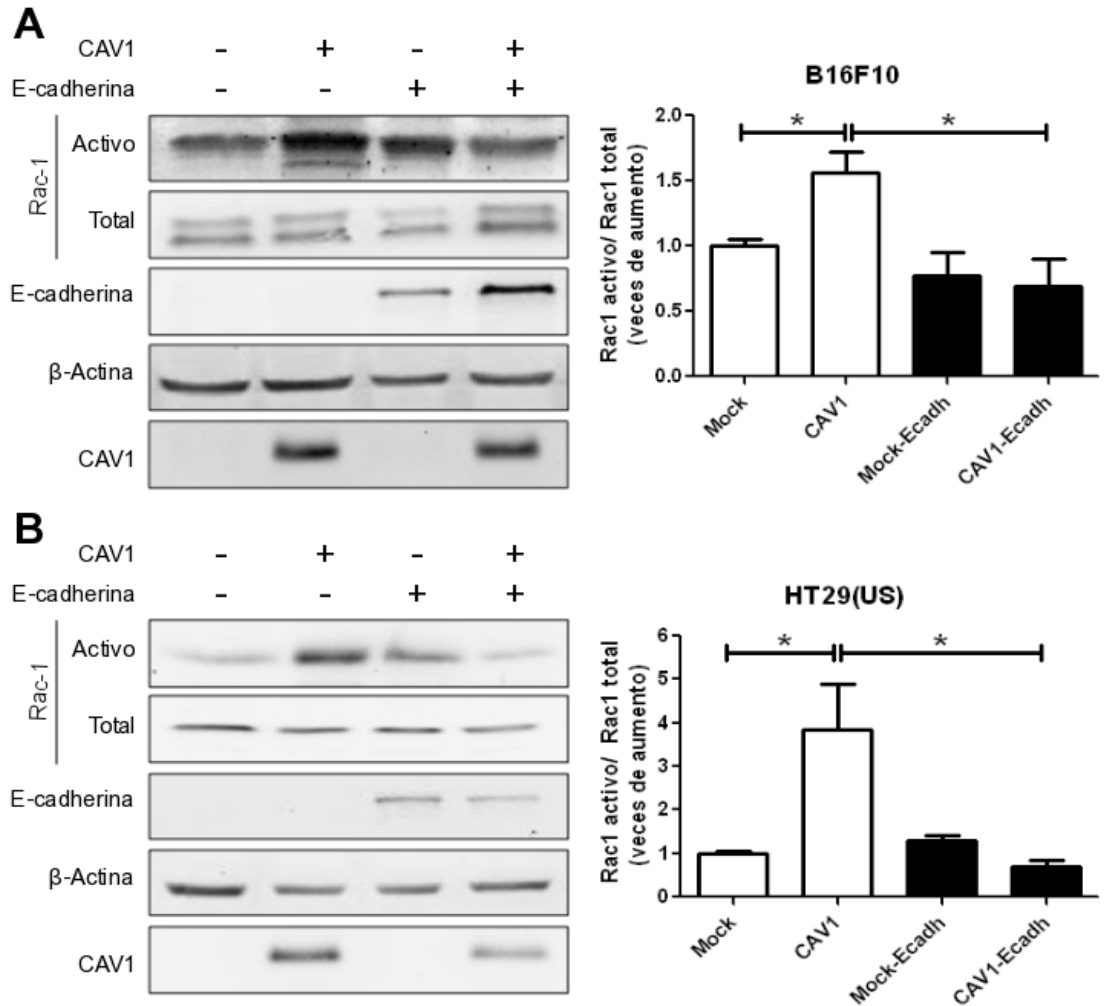 A
CAV1 - + - +
E-cadherina - - + +
Rac-1
Activo
Total
E-cadherina
β-Actina
CAV1
B16F10
Rac1 activo/ Rac1 total
(veces de aumento)
2.0
1.5
1.0
0.5
0.0
* *
Mock
CAV1
Mock-Ecadh
CAV1-Ecadh
B
CAV1 - + - +
E-cadherina - - + +
Rac-1
Activo
Total
E-cadherina
β-Actina
CAV1
HT29(US)
Rac1 activo/ Rac1 total
(veces de aumento)
6
5
4
3
2
1
0
* *
Mock
CAV1
Mock-Ecadh
CAV1-Ecadh